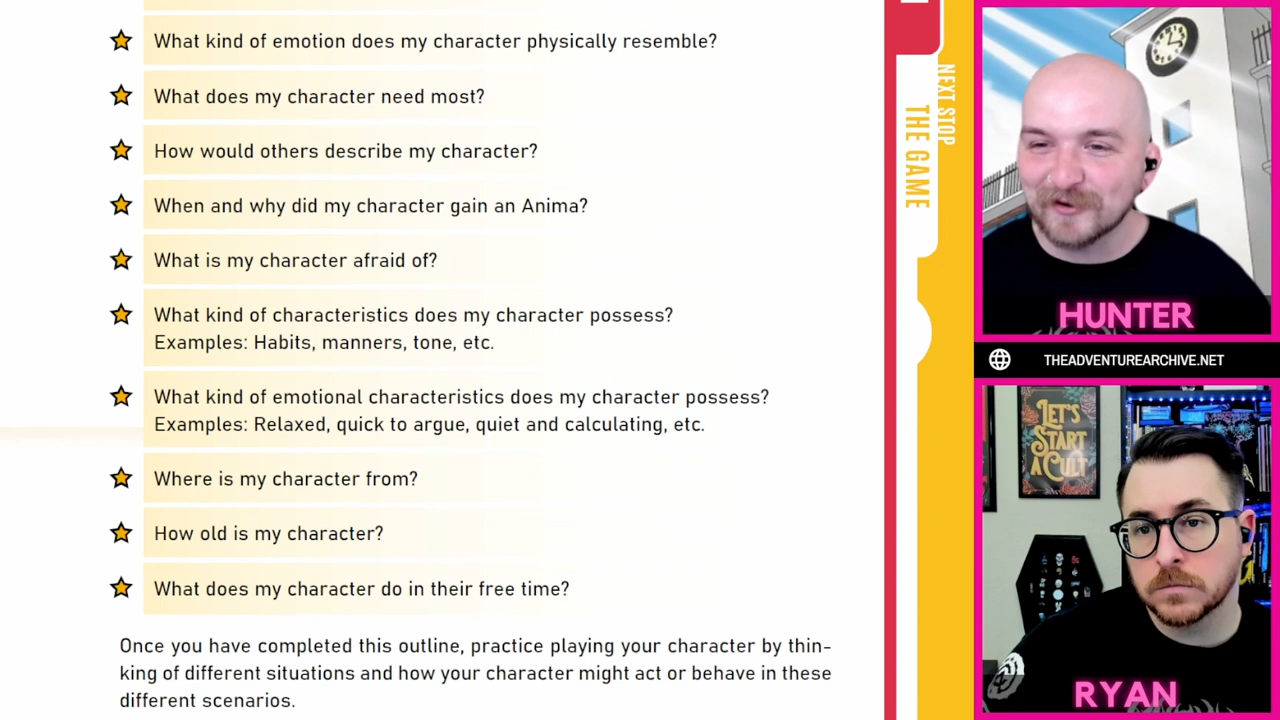 What kind of emotion does my character physically resemble?
What does my character need most?
How would others describe my character?
When and why did my character gain an Anima?
What is my character afraid of?
What kind of characteristics does my character possess?
Examples: Habits, manners, tone, etc.
What kind of emotional characteristics does my character possess?
Examples: Relaxed, quick to argue, quiet and calculating, etc.
Where is my character from?
How old is my character?
What does my character do in their free time?
Once you have completed this outline, practice playing your character by thin-
king of different situations and how your character might act or behave in these
different scenarios.
NEXT STOP
THE GAME
HUNTER
THEADVENTUREARCHIVE.NET
LET'S
START
A CULT
RYAN